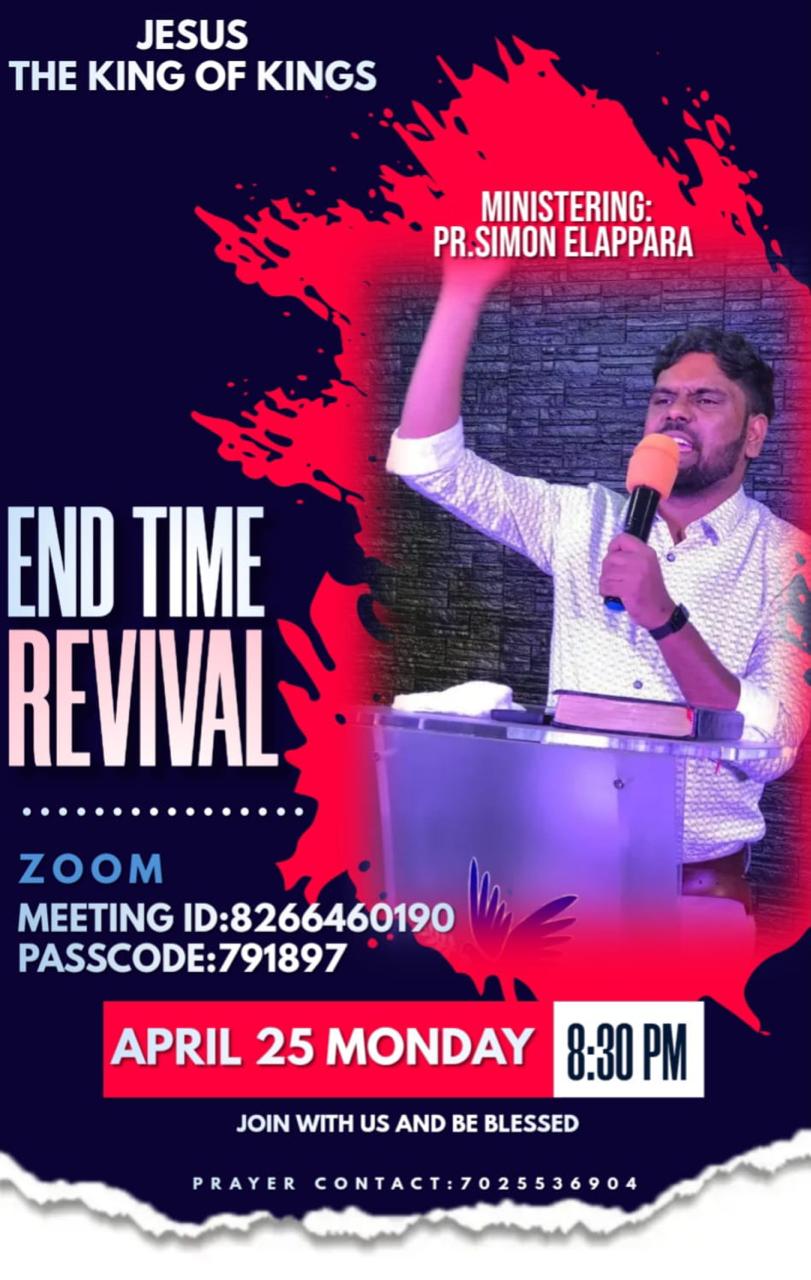 JESUS
THE KING OF KINGS
MINISTERING:
PR.SIMON ELAPPARA
END TIME
REVIVAL
ZOOM
MEETING ID:8266460190
PASSCODE:791897
APRIL 25 MONDAY
8:30 PM
JOIN WITH US AND BE BLESSED
PRAYER CONTACT:7025536904